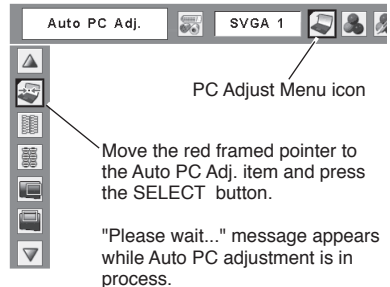 Auto PC Adj.
SVGA 1
PC Adjust Menu icon
Move the red framed pointer to
the Auto PC Adj. item and press
the SELECT button.
"Please wait..." message appears
while Auto PC adjustment is in
process.